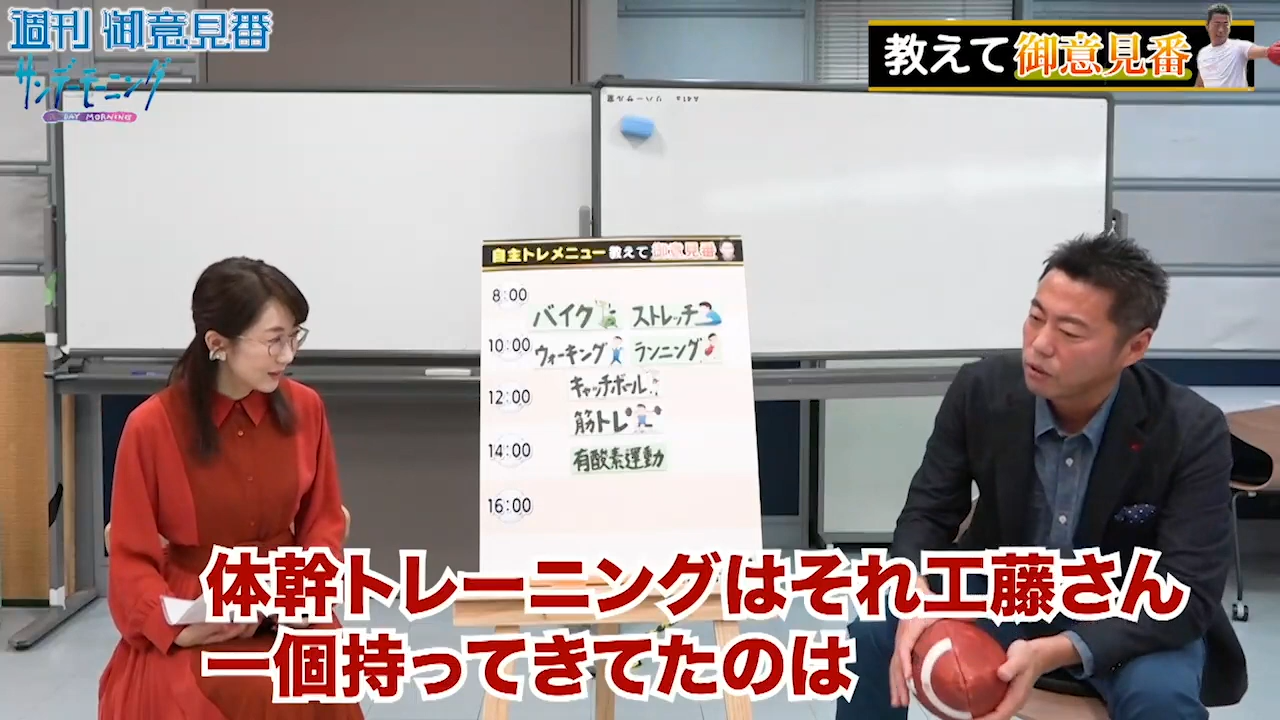 週刊 御意見番
サンデーモーニング
教えて御意見番
自主トレメニュー 教えて 御意見番
8:00
バイク ストレッチ
10:00
ウォーキング ランニング
12:00
キャッチボール
筋トレ
14:00
有酸素運動
16:00
体幹トレーニングはそれ工藤さん
一個持ってきてたのは